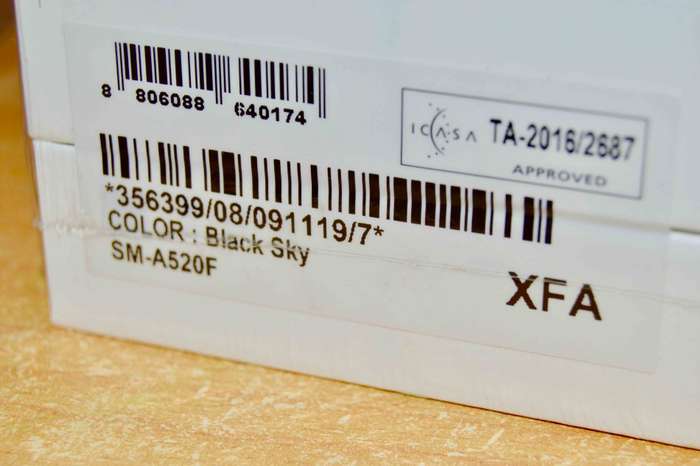 8 806088 640174
ICASA TA-2016/2687
APPROVED
*356399/08/091119/7*
COLOR : Black Sky
SM-A520F
XFA